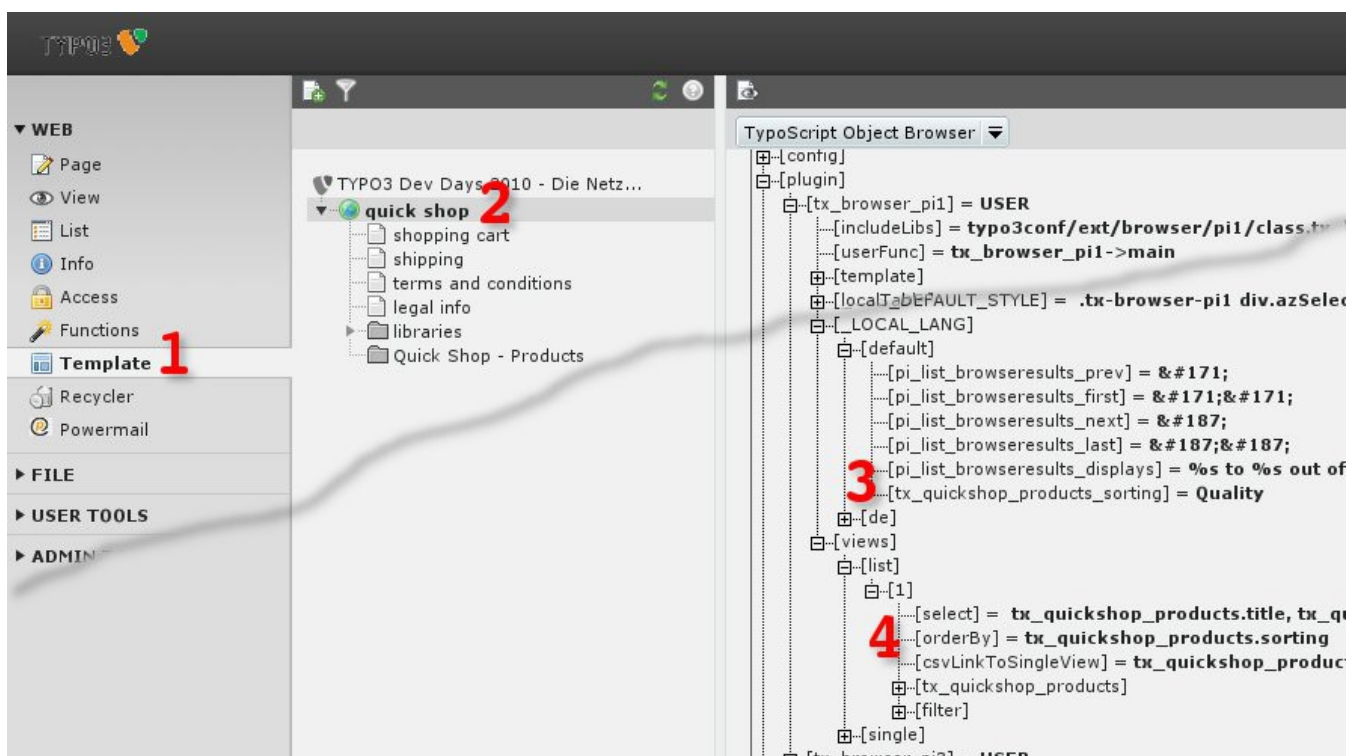 TYPO3
WEB
Page
View
List
Info
Access
Functions
Template 1
Recycler
Powermail
FILE
USER TOOLS
ADMIN
TYPO3 Dev Days 2010 - Die Netz...
quick shop 2
shopping cart
shipping
terms and conditions
legal info
libraries
Quick Shop - Products
TypoScript Object Browser
[config]
[plugin]
[tx_browser_pi1] = USER
[includeLibs] = typo3conf/ext/browser/pi1/class.tx
[userFunc] = tx_browser_pi1->main
[template]
[localTabEFAULT_STYLE] = .tx-browser-pi1 div.azSelec
[_LOCAL_LANG]
[default]
[pi_list_browseresults_prev] = &#171;
[pi_list_browseresults_first] = &#171;&#171;
[pi_list_browseresults_next] = &#187;
[pi_list_browseresults_last] = &#187;&#187;
[pi_list_browseresults_displays] = %s to %s out of
3
[tx_quickshop_products_sorting] = Quality
[de]
[views]
[list]
[1]
[select] = tx_quickshop_products.title, tx_qu
4 [orderBy] = tx_quickshop_products.sorting
[csvLinkToSingleView] = tx_quickshop_product
[tx_quickshop_products]
[filter]
[single]